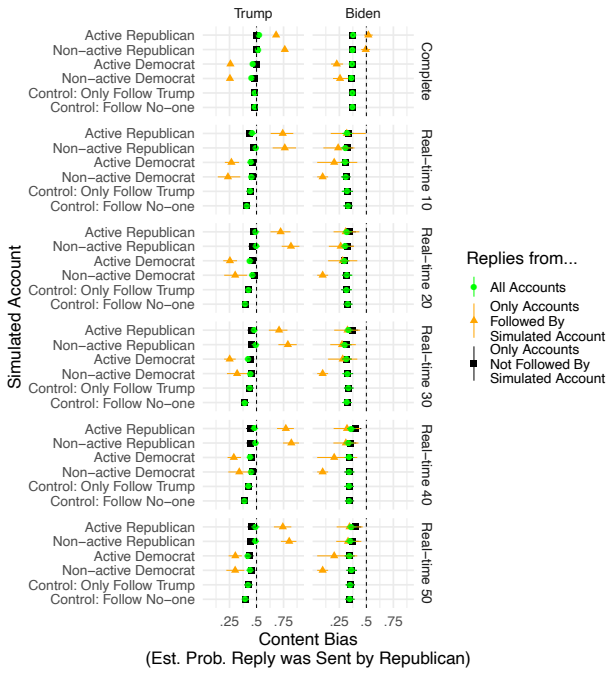 Trump Biden
Simulated Account
Active Republican
Non−active Republican
Active Democrat
Non−active Democrat
Control: Only Follow Trump
Control: Follow No−one
Complete
Active Republican
Non−active Republican
Active Democrat
Non−active Democrat
Control: Only Follow Trump
Control: Follow No−one
Real−time 10
Active Republican
Non−active Republican
Active Democrat
Non−active Democrat
Control: Only Follow Trump
Control: Follow No−one
Real−time 20
Active Republican
Non−active Republican
Active Democrat
Non−active Democrat
Control: Only Follow Trump
Control: Follow No−one
Real−time 30
Active Republican
Non−active Republican
Active Democrat
Non−active Democrat
Control: Only Follow Trump
Control: Follow No−one
Real−time 40
Active Republican
Non−active Republican
Active Democrat
Non−active Democrat
Control: Only Follow Trump
Control: Follow No−one
Real−time 50
.25 .5 .75 .25 .5 .75
Content Bias
(Est. Prob. Reply was Sent by Republican)
Replies from...
All Accounts
Only Accounts
Followed By
Simulated Account
Only Accounts
Not Followed By
Simulated Account